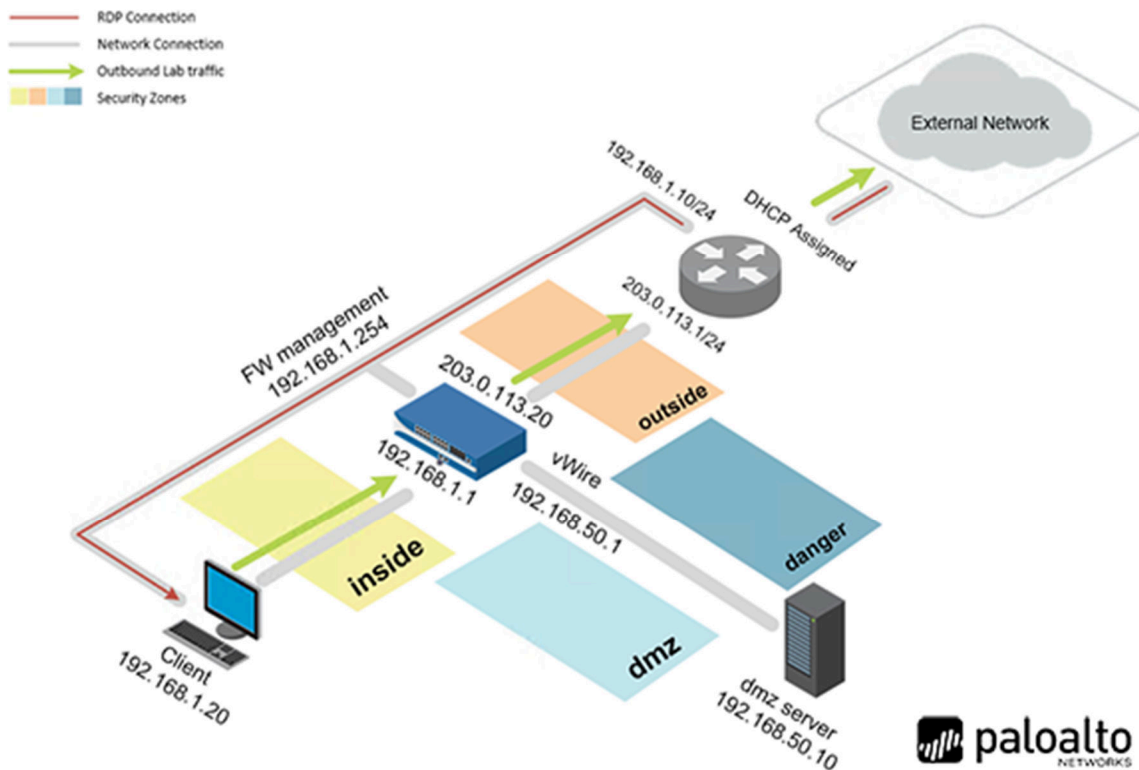 RDP Connection
Network Connection
Outbound Lab traffic
Security Zones
External Network
192.168.1.10/24
DHCP Assigned
203.0.113.1/24
FW management
192.168.1.254
203.0.113.20
outside
192.168.1.1
vWire
192.168.50.1
danger
inside
dmz
Client
192.168.1.20
dmz server
192.168.50.10
paloalto
NETWORKS